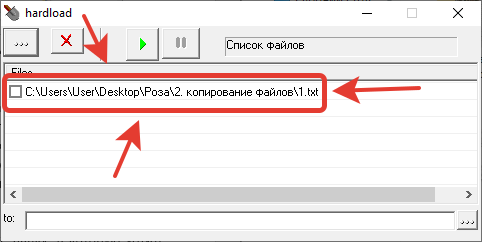 hardload
...
Список файлов
Files
C:\Users\User\Desktop\Роза\2. копирование файлов\1.txt
to:
...